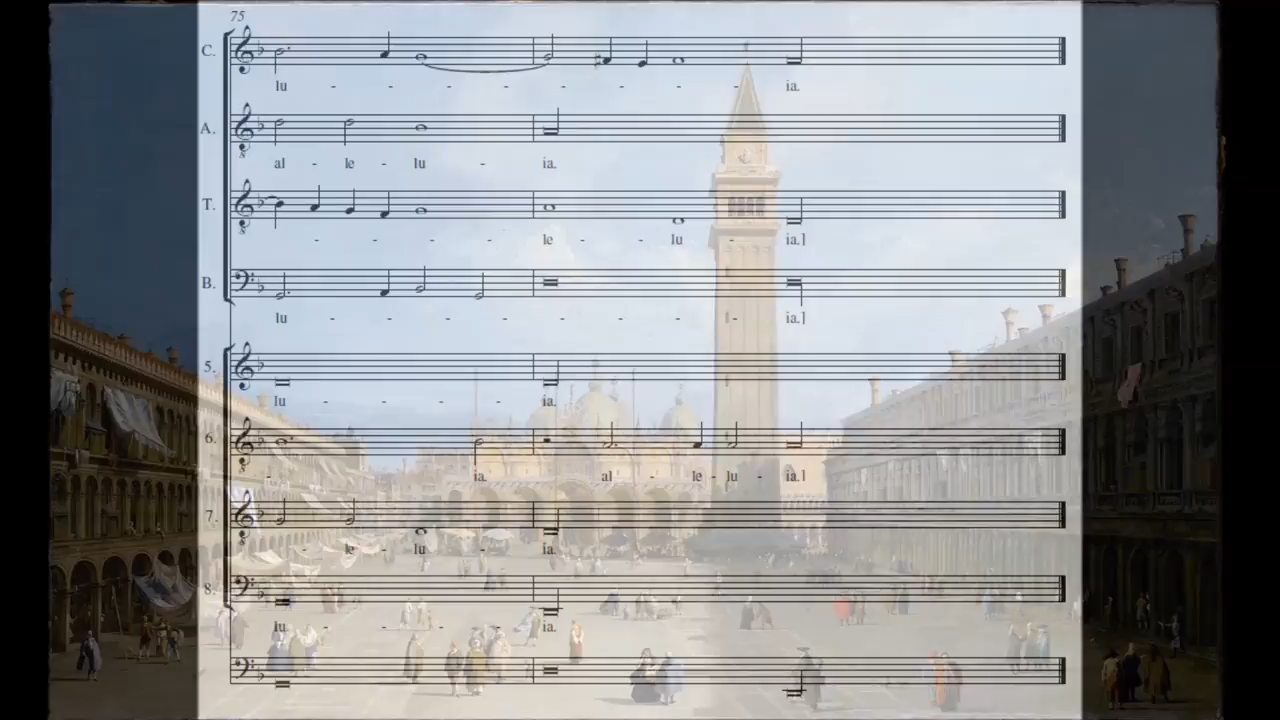 75
C.
lu - - - - - - - - ia.
A.
al - le - lu - ia.
T.
- - - - le - - lu - ia.]
B.
lu - - - - - - - - ia.]
5.
lu - - - - ia.
6.
- ia. al - le - lu - ia.]
7.
- le - lu - ia.
8.
lu - - - - ia.